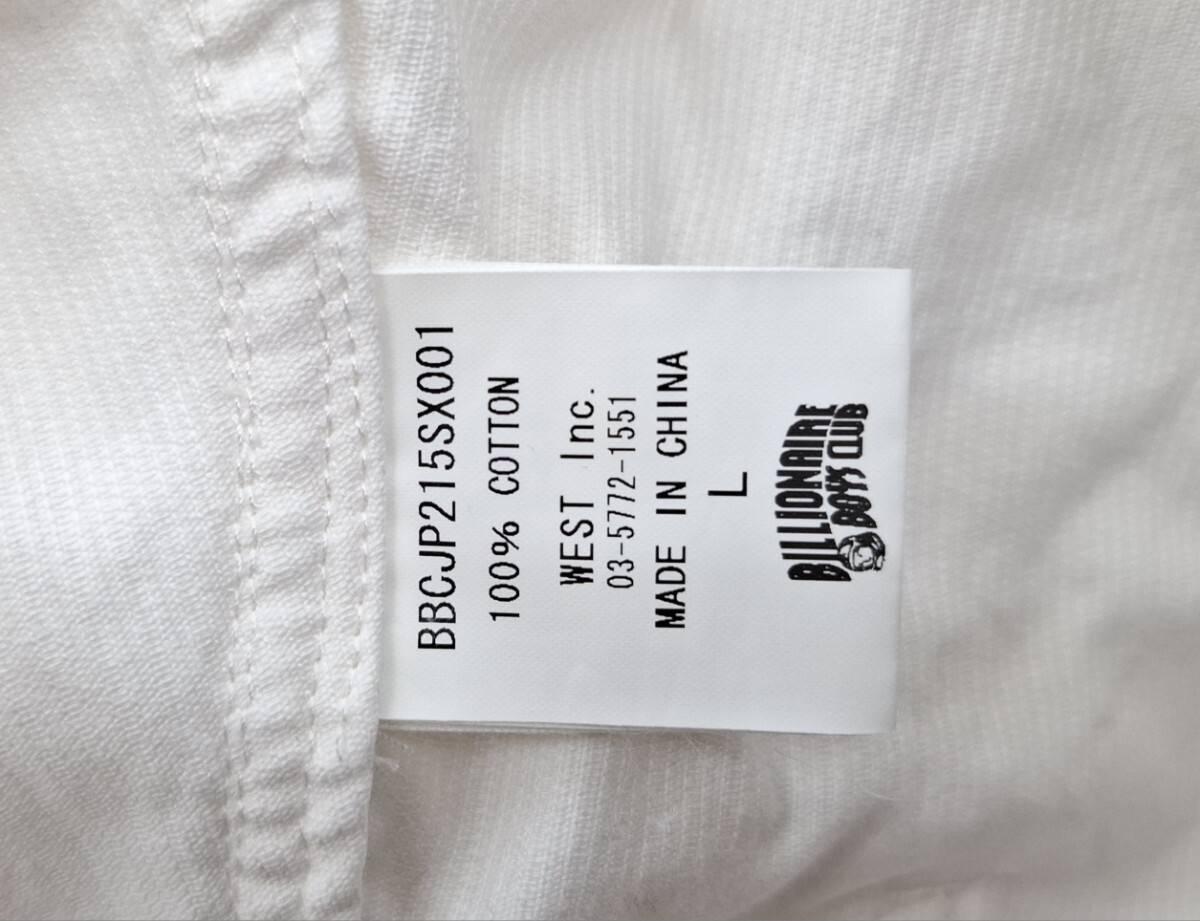 BBCJP215SX001
100% COTTON
WEST Inc.
03-5772-1551
MADE IN CHINA
L
BILLIONAIRE
BOYS CLUB